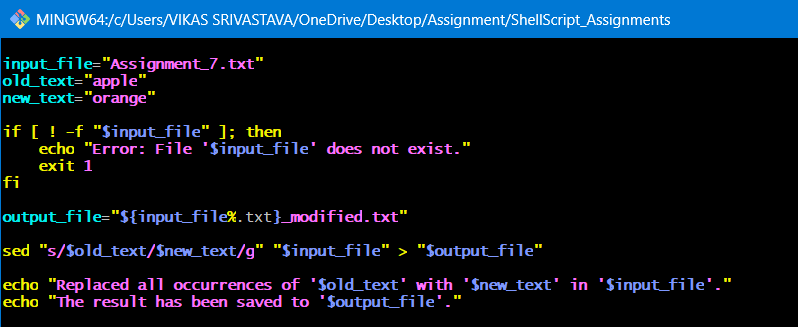 MINGW64:/c/Users/VIKAS SRIVASTAVA/OneDrive/Desktop/Assignment/ShellScript_Assignments
input_file="Assignment_7.txt"
old_text="apple"
new_text="orange"
if [ ! -f "$input_file" ]; then
    echo "Error: File '$input_file' does not exist."
    exit 1
fi
output_file="${input_file%.txt}_modified.txt"
sed "s/$old_text/$new_text/g" "$input_file" > "$output_file"
echo "Replaced all occurrences of '$old_text' with '$new_text' in '$input_file'."
echo "The result has been saved to '$output_file'."